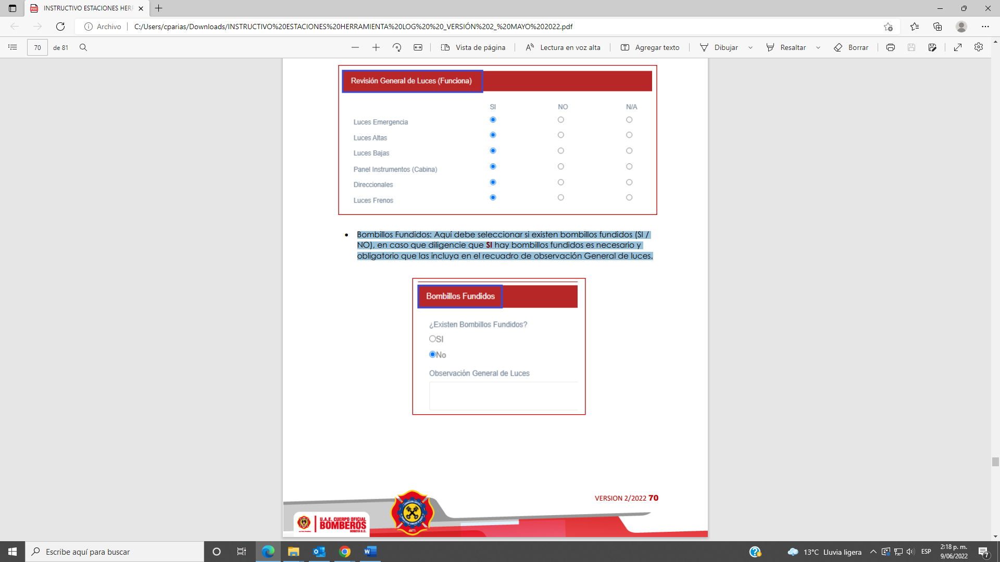 INSTRUCTIVO ESTACIONES HERR
Archivo
C:/Users/cparias/Downloads/INSTRUCTIVO%20ESTACIONES%20HERRAMIENTA%20LOG%20%20_VERSIÓN%202_%20MAYO%202022.pdf
70 de 81
Vista de página
Lectura en voz alta
Agregar texto
Dibujar
Resaltar
Borrar
Revisión General de Luces (Funciona)
SI NO N/A
Luces Emergencia
Luces Altas
Luces Bajas
Panel Instrumentos (Cabina)
Direccionales
Luces Frenos
• Bombillos Fundidos: Aquí debe seleccionar si existen bombillos fundidos (SI /
NO), en caso que diligencie que SI hay bombillos fundidos es necesario y
obligatorio que las incluya en el recuadro de observación General de luces.
Bombillos Fundidos
¿Existen Bombillos Fundidos?
SI
No
Observación General de Luces
VERSION 2/2022 70
U.A.E. CUERPO OFICIAL
BOMBEROS
BOGOTÁ D.C.
Escribe aquí para buscar
13°C Lluvia ligera
ESP
2:18 p. m.
9/06/2022
7